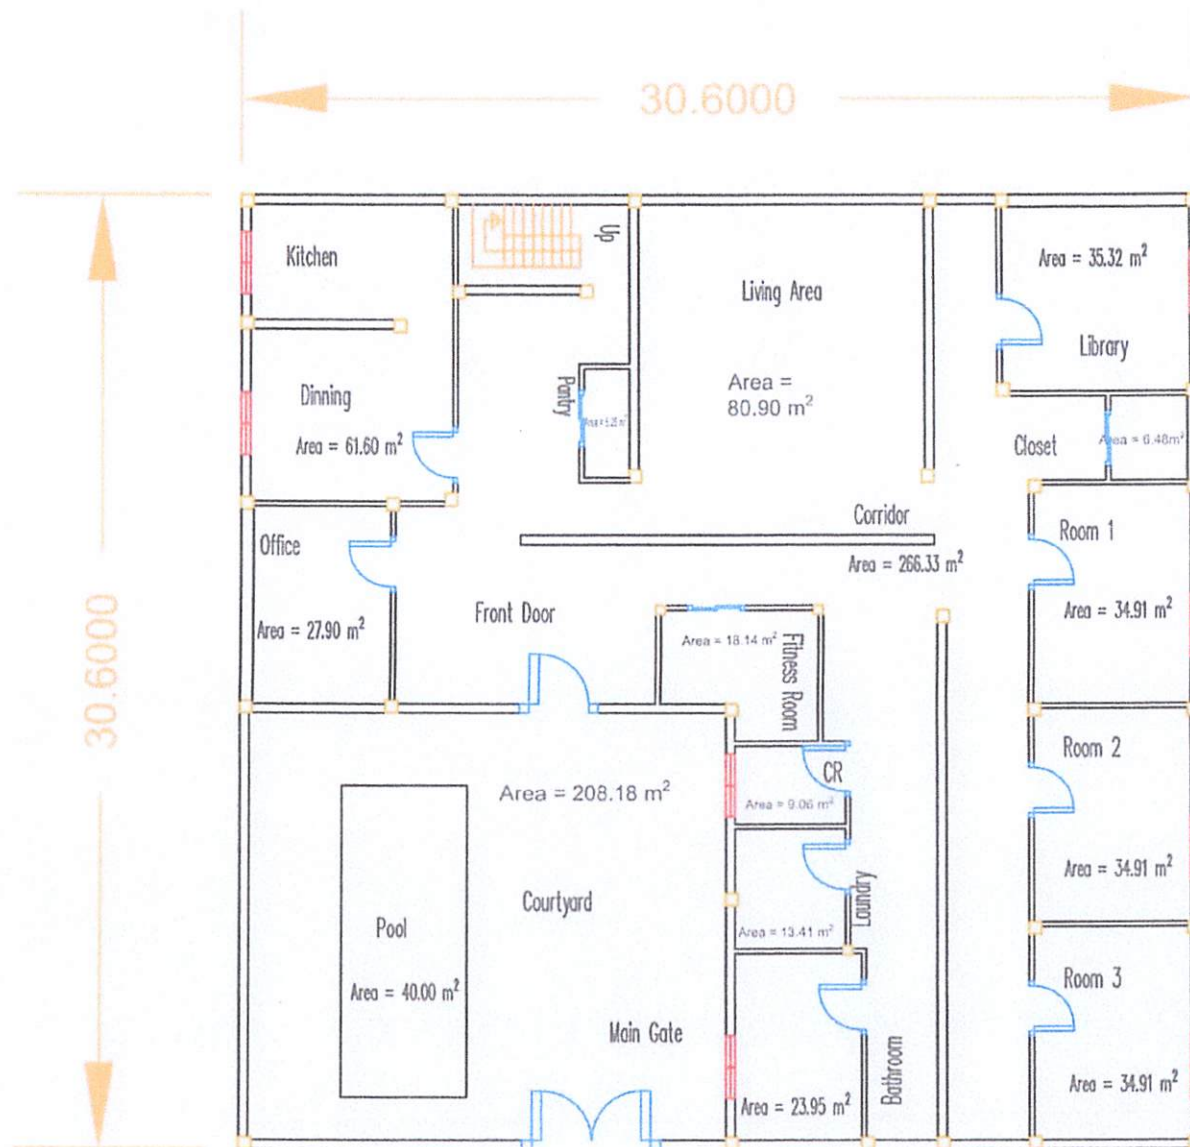 30.6000
30.6000
Kitchen
Up
Living Area
Area = 35.32 m²
Library
Dinning
Area = 61.60 m²
Pantry
Area =
80.90 m²
Closet
Area = 6.48m²
Office
Corridor
Area = 266.33 m²
Room 1
Area = 34.91 m²
Area = 27.90 m²
Front Door
Area = 18.14 m²
Fitness Room
Room 2
CR
Area = 9.06 m²
Area = 208.18 m²
Area = 34.91 m²
Courtyard
Laundry
Area = 13.41 m²
Pool
Area = 40.00 m²
Room 3
Main Gate
Bathroom
Area = 23.95 m²
Area = 34.91 m²